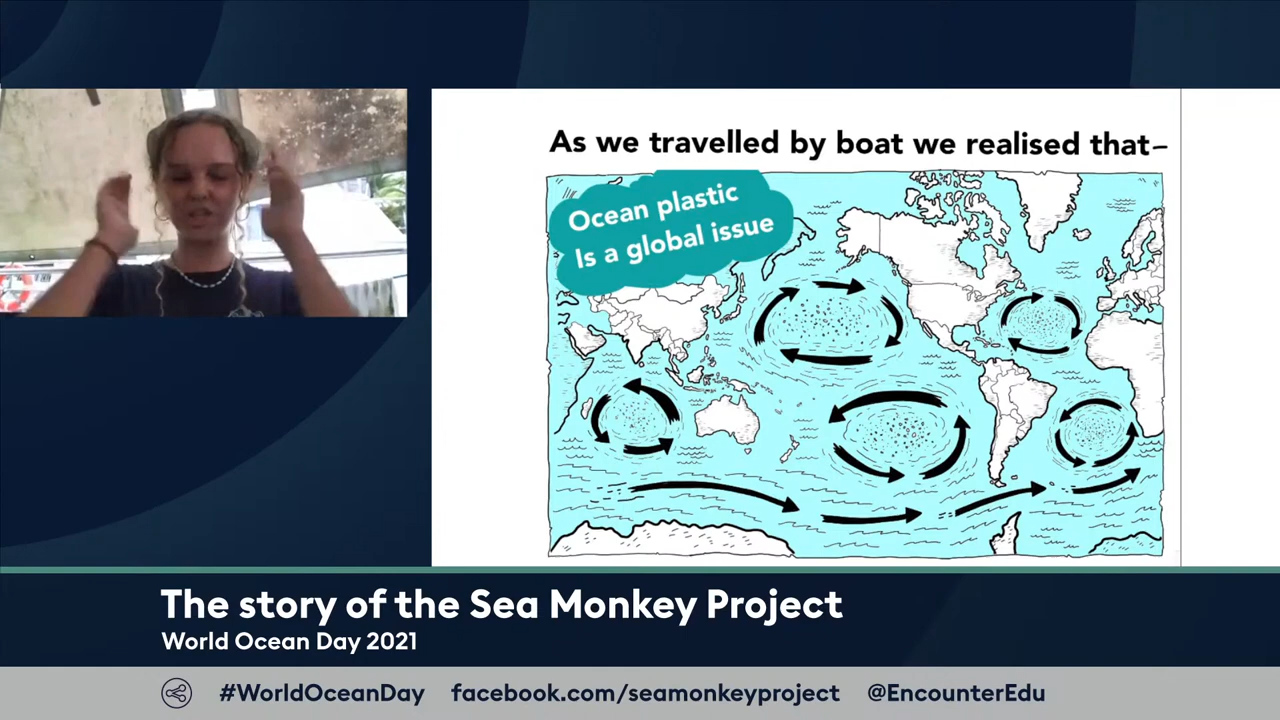 As we travelled by boat we realised that–
Ocean plastic
Is a global issue
The story of the Sea Monkey Project
World Ocean Day 2021
#WorldOceanDay facebook.com/seamonkeyproject @EncounterEdu